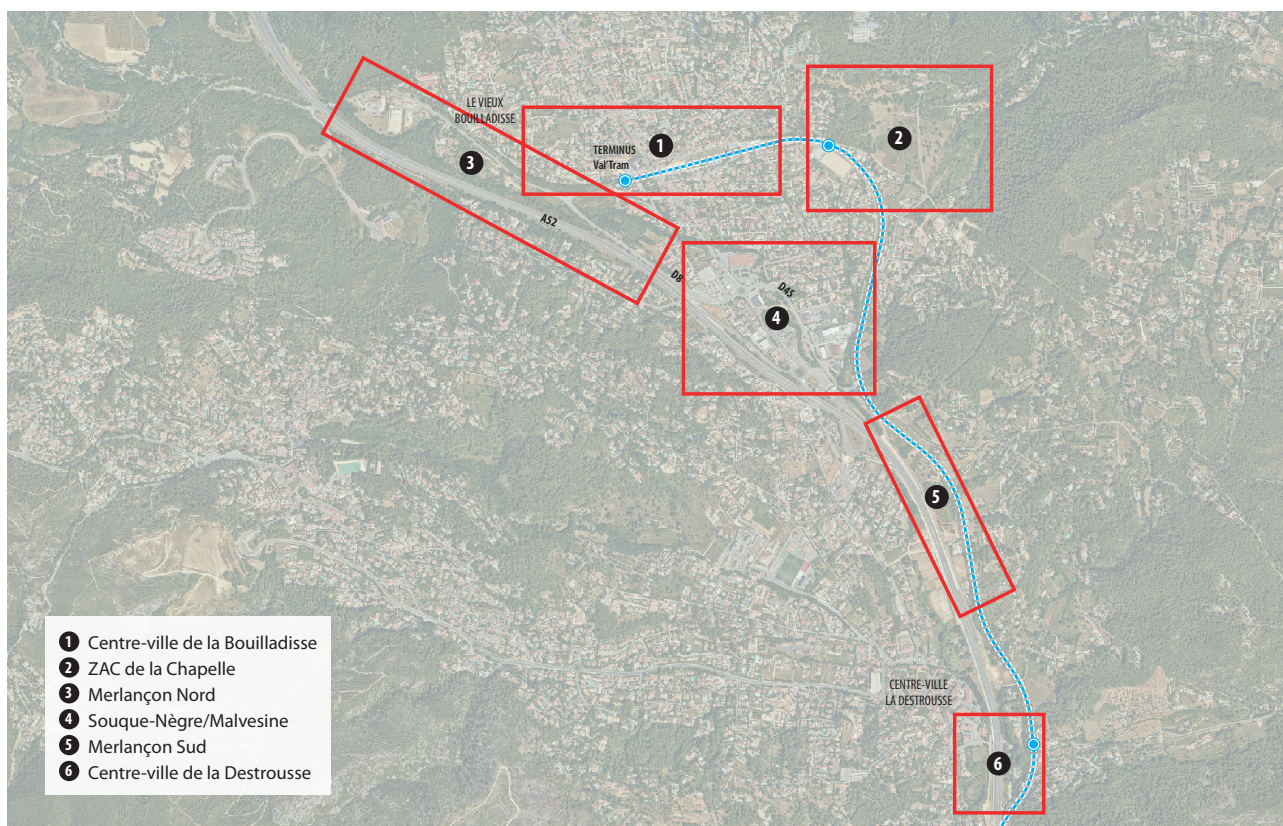 LE VIEUX
BOUILLADISSE
TERMINUS
Val'Tram
1
2
3
A52
D8
D45
4
5
CENTRE-VILLE
LA DESTROUSSE
6
1 Centre-ville de la Bouilladisse
2 ZAC de la Chapelle
3 Merlançon Nord
4 Souque-Nègre/Malvesine
5 Merlançon Sud
6 Centre-ville de la Destrousse